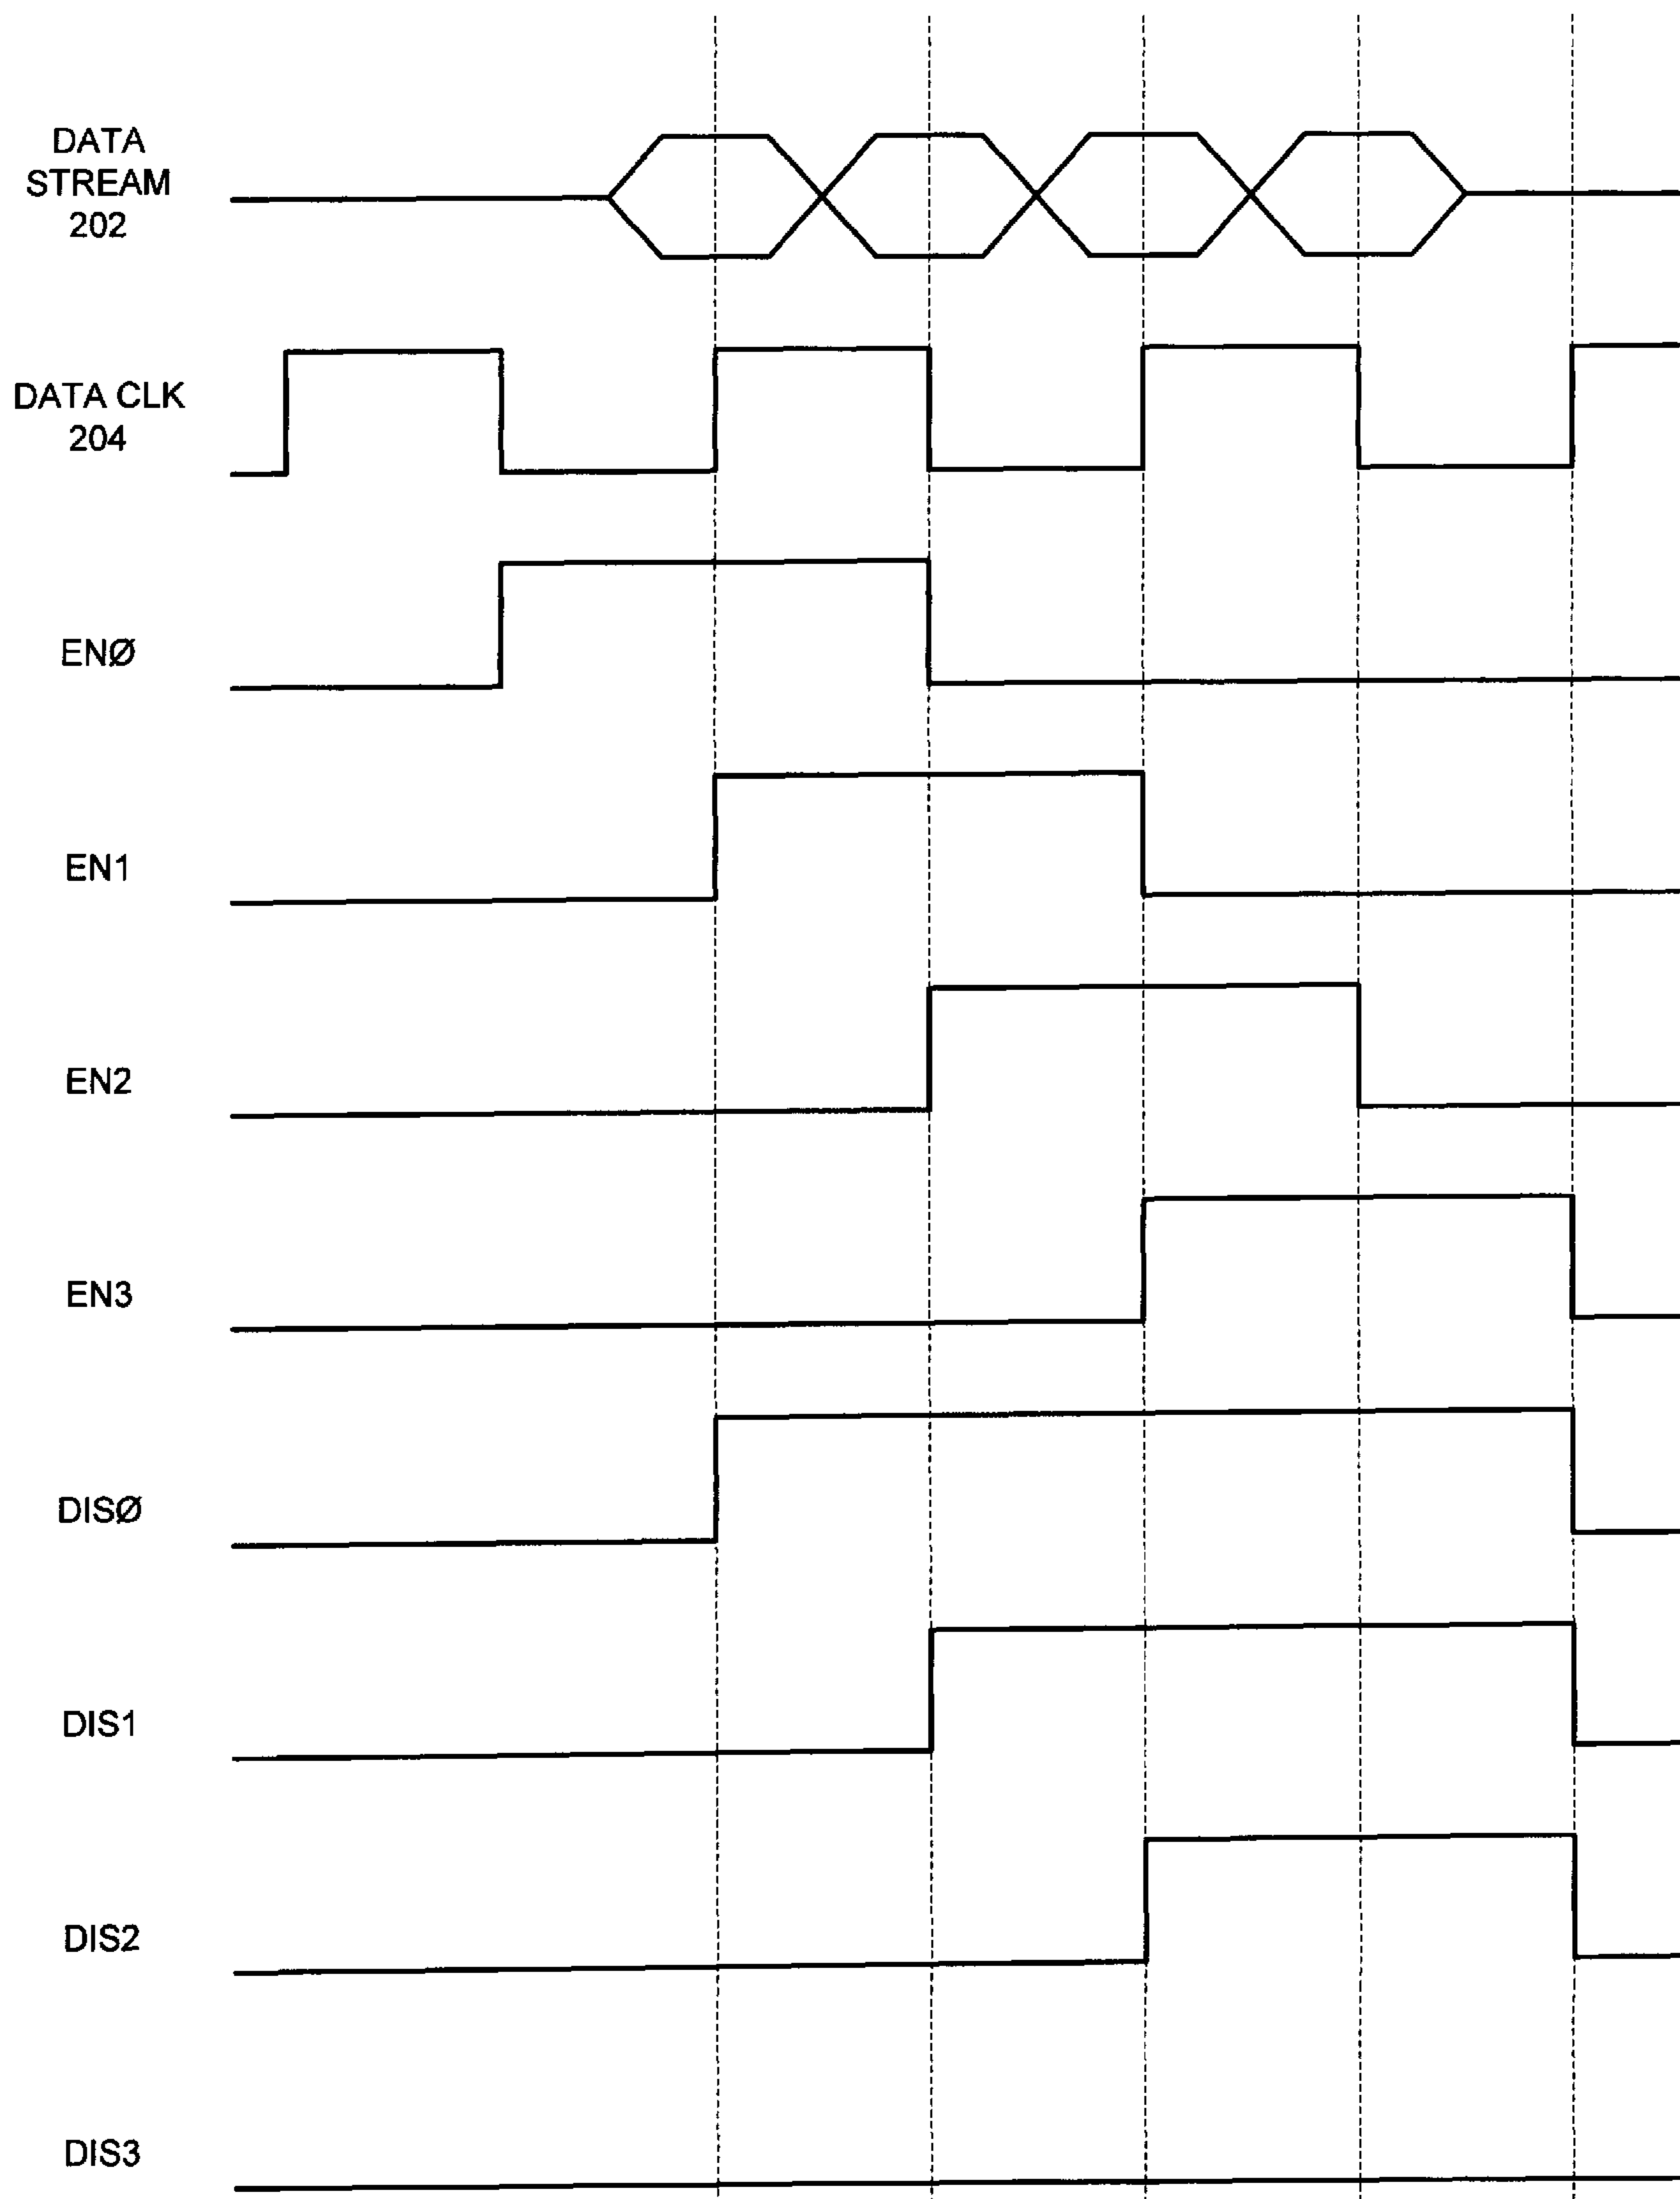 DATA
STREAM
202
DATA CLK
204
ENØ
EN1
EN2
EN3
DISØ
DIS1
DIS2
DIS3